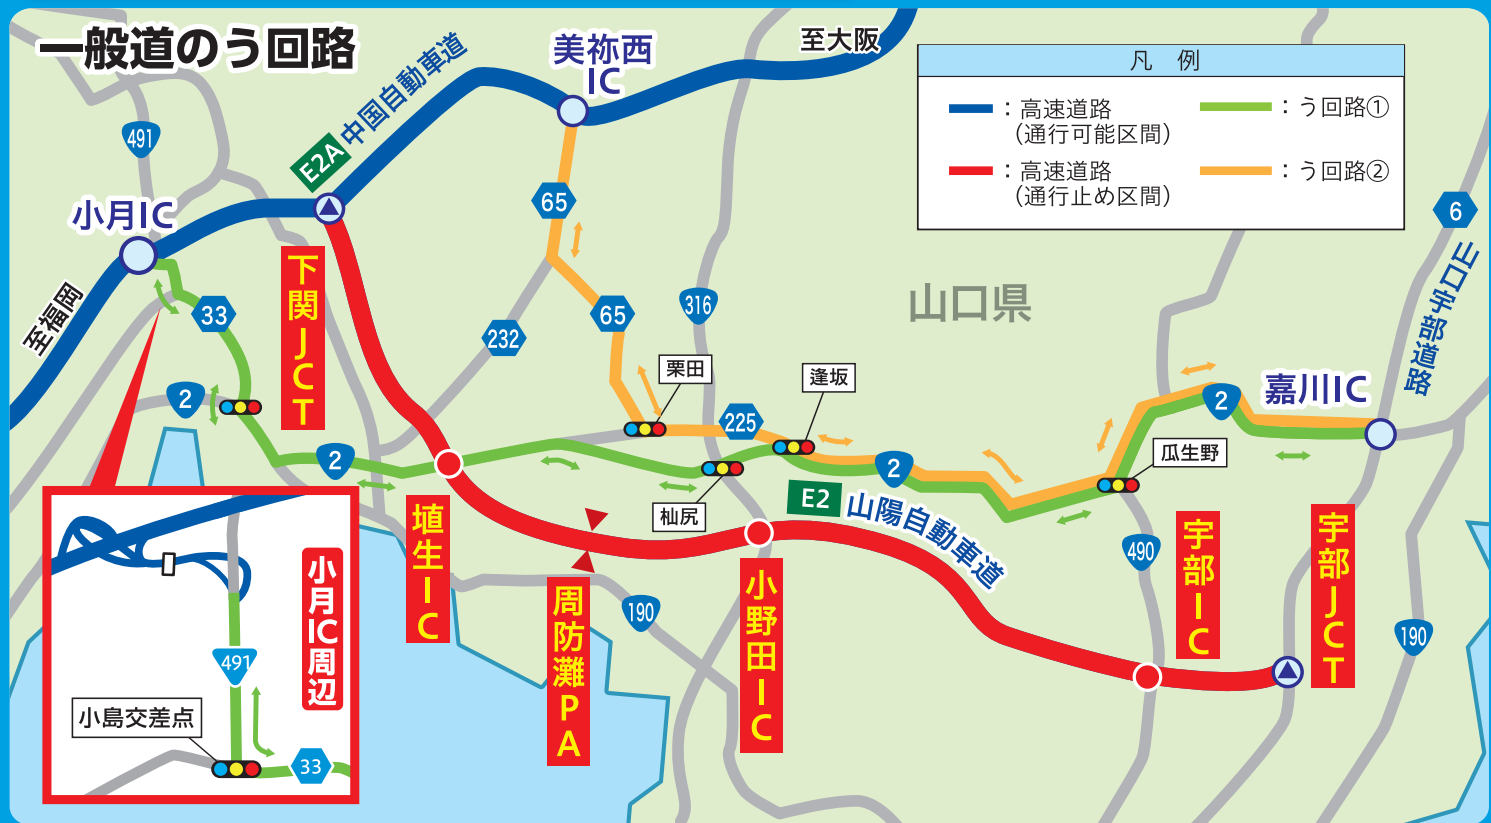 一般道のう回路
至大阪
美祢西
IC
中国自動車道
E2A
491
小月IC
至福岡
下関JCT
33
2
2
65
65
232
316
栗田
逢坂
225
杣尻
2
E2
山陽自動車道
埴生IC
周防灘PA
190
小野田IC
山口県
凡 例
：高速道路
（通行可能区間）
：う回路①
：高速道路
（通行止め区間）
：う回路②
6
山口宇部道路
嘉川IC
2
瓜生野
490
宇部IC
宇部JCT
190
小月IC周辺
491
小島交差点
33